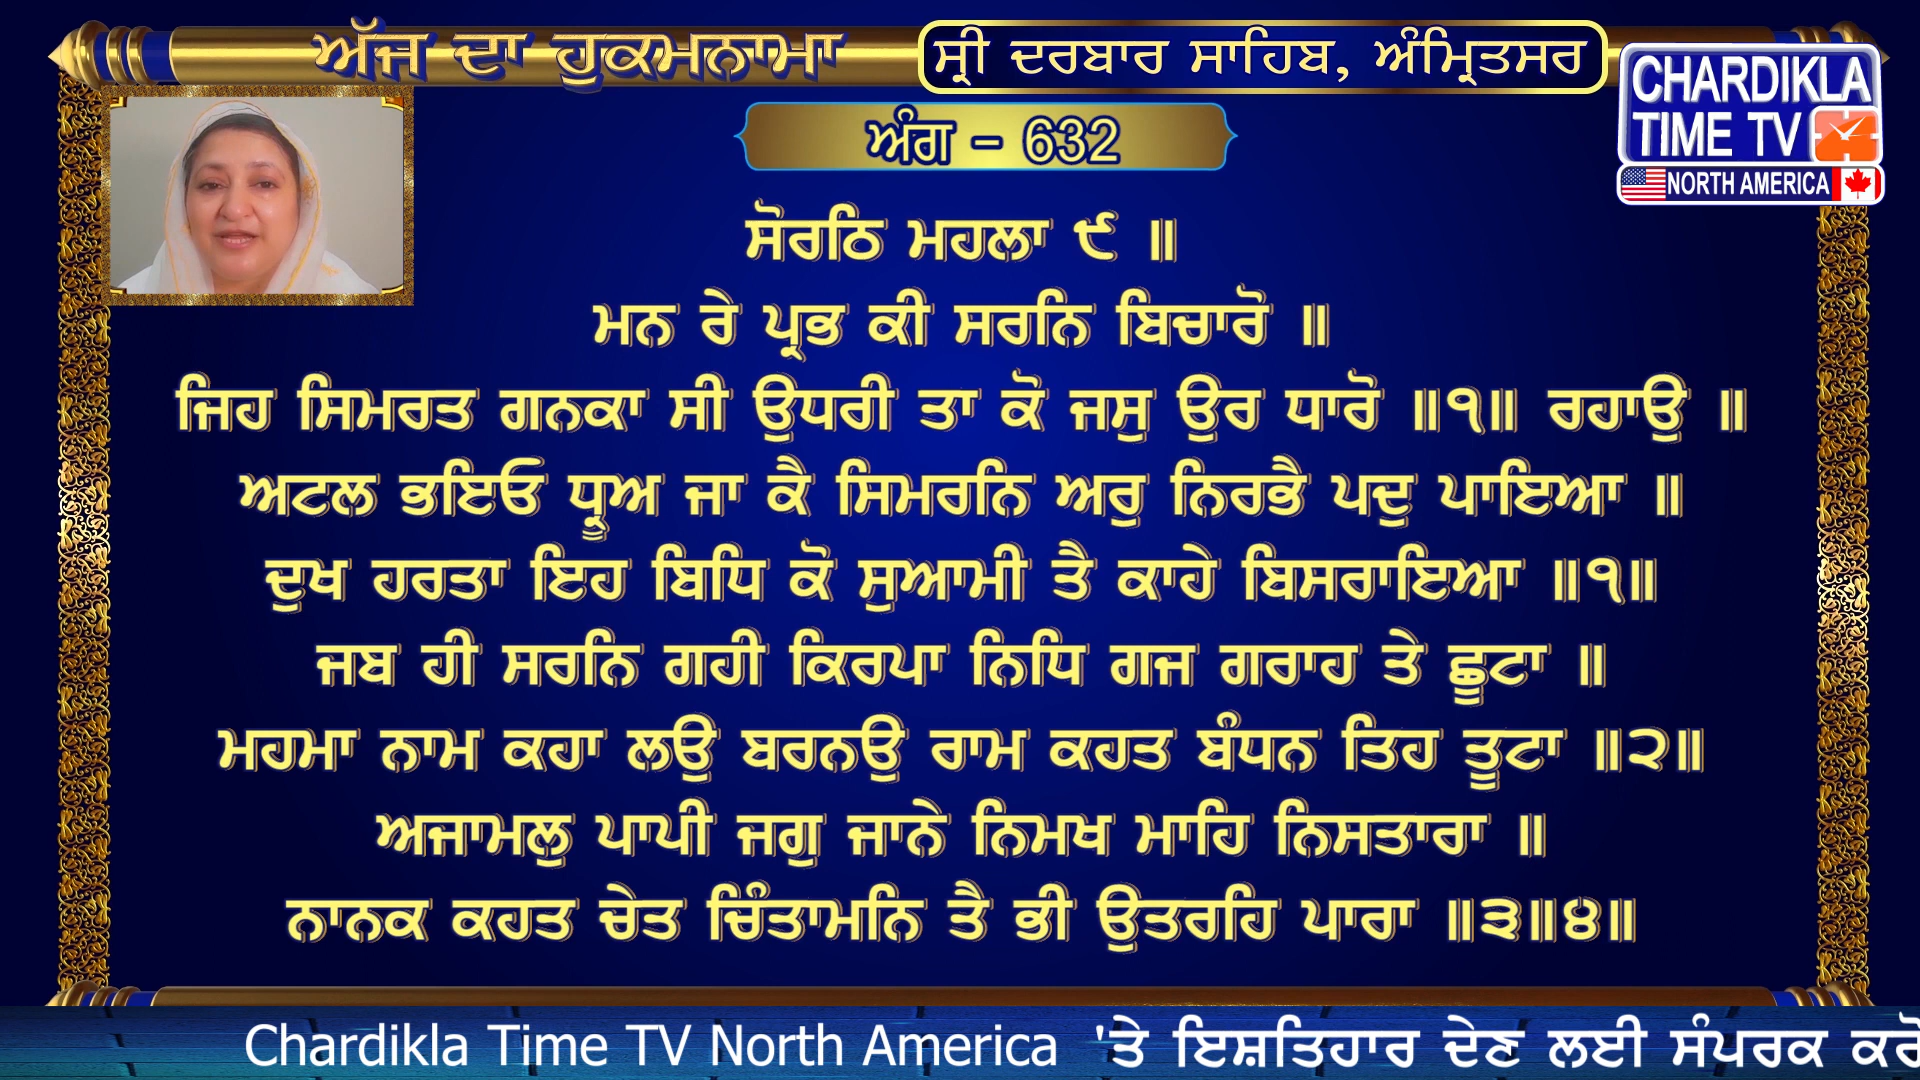 ਅੱਜ ਦਾ ਹੁਕਮਨਾਮਾ
ਸ੍ਰੀ ਦਰਬਾਰ ਸਾਹਿਬ, ਅੰਮ੍ਰਿਤਸਰ
CHARDIKLA
TIME TV
NORTH AMERICA
ਅੰਗ - 632
ਸੋਰਠਿ ਮਹਲਾ ੯ ॥
ਮਨ ਰੇ ਪ੍ਰਭ ਕੀ ਸਰਨਿ ਬਿਚਾਰੋ ॥
ਜਿਹ ਸਿਮਰਤ ਗਨਕਾ ਸੀ ਉਧਰੀ ਤਾ ਕੋ ਜਸੁ ਉਰ ਧਾਰੋ ॥੧॥ ਰਹਾਉ ॥
ਅਟਲ ਭਇਓ ਧ੍ਰੂਅ ਜਾ ਕੈ ਸਿਮਰਨਿ ਅਰੁ ਨਿਰਭੈ ਪਦੁ ਪਾਇਆ ॥
ਦੁਖ ਹਰਤਾ ਇਹ ਬਿਧਿ ਕੋ ਸੁਆਮੀ ਤੈ ਕਾਹੇ ਬਿਸਰਾਇਆ ॥੧॥
ਜਬ ਹੀ ਸਰਨਿ ਗਹੀ ਕਿਰਪਾ ਨਿਧਿ ਗਜ ਗਰਾਹ ਤੇ ਛੂਟਾ ॥
ਮਹਮਾ ਨਾਮ ਕਹਾ ਲਉ ਬਰਨਉ ਰਾਮ ਕਹਤ ਬੰਧਨ ਤਿਹ ਤੂਟਾ ॥੨॥
ਅਜਾਮਲੁ ਪਾਪੀ ਜਗੁ ਜਾਨੇ ਨਿਮਖ ਮਾਹਿ ਨਿਸਤਾਰਾ ॥
ਨਾਨਕ ਕਹਤ ਚੇਤ ਚਿੰਤਾਮਨਿ ਤੈ ਭੀ ਉਤਰਹਿ ਪਾਰਾ ॥੩॥੪॥
Chardikla Time TV North America 'ਤੇ ਇਸ਼ਤਿਹਾਰ ਦੇਣ ਲਈ ਸੰਪਰਕ ਕਰੋ